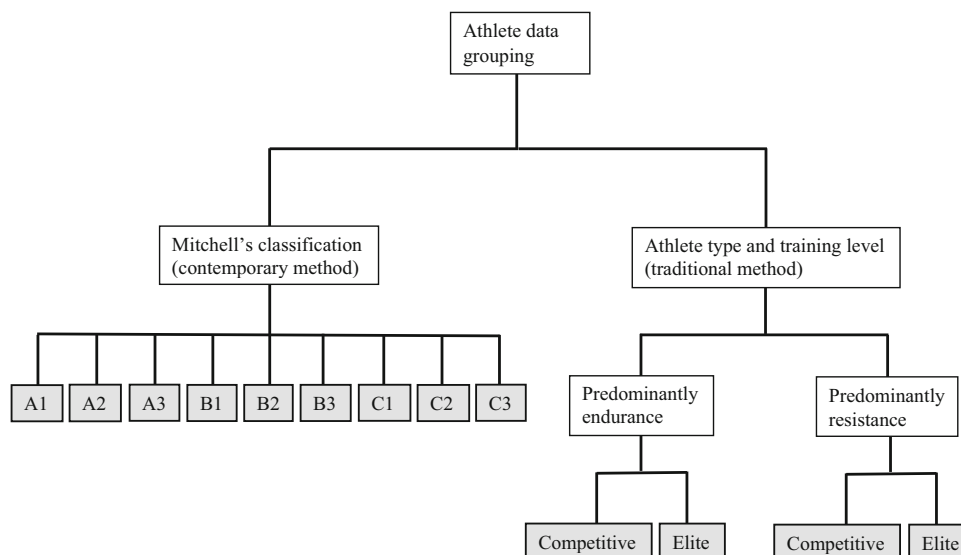 Athlete data
grouping
Mitchell’s classification
(contemporary method)
Athlete type and training level
(traditional method)
A1
A2
A3
B1
B2
B3
C1
C2
C3
Predominantly
endurance
Predominantly
resistance
Competitive
Elite
Competitive
Elite